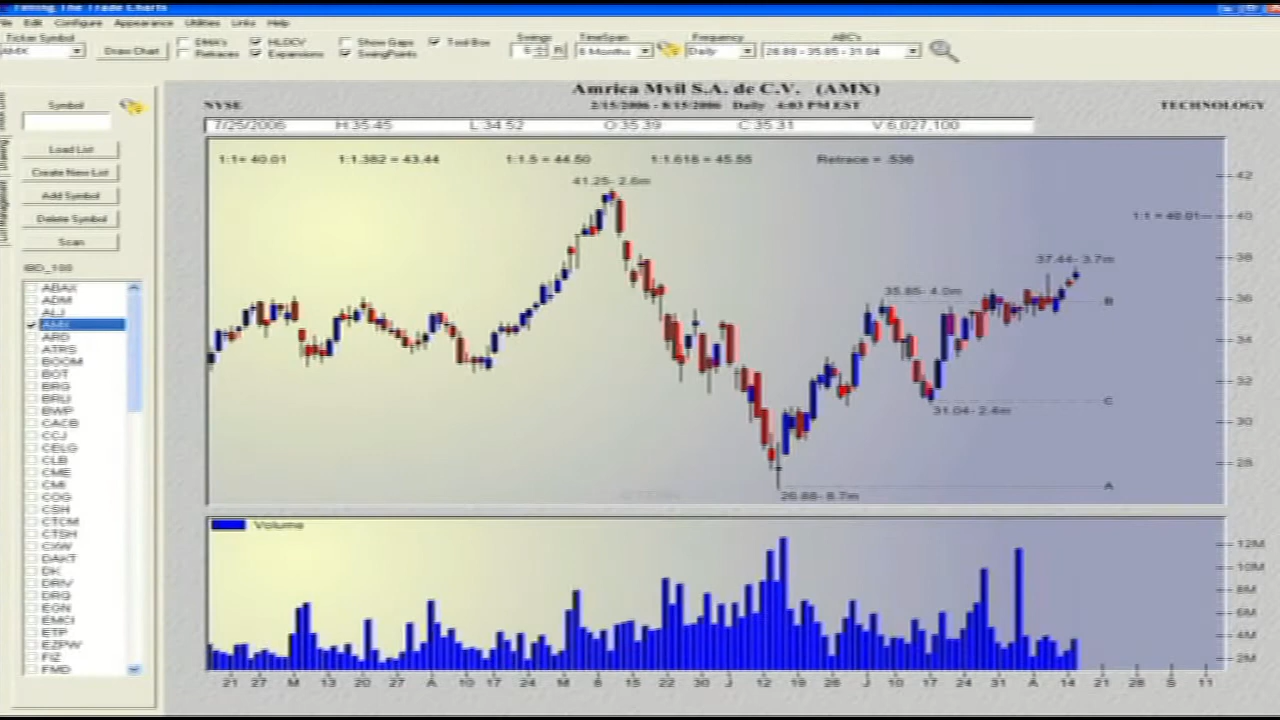 Timing The Trade Charts
File Edit Configure Appearance Utilities Links Help
Ticker Symbol
AMX
Draw Chart
DMA's
Retraces
HLOCV
Expansions
Show Gaps
SwingPoints
Tool Box
Swings
5
TimeSpan
6 Months
Frequency
Daily
ABC's
26.88 - 35.85 - 31.04
Amrica Mvil S.A. de C.V. (AMX)
NYSE
2/15/2006 - 8/15/2006 Daily 4:03 PM EST
TECHNOLOGY
7/25/2006 H:35.45 L:34.52 O:35.39 C:35.31 V:6,027,100
1:1= 40.01 1:1.382 = 43.44 1:1.5 = 44.50 1:1.618 = 45.55 Retrace = .536
41.25- 2.6m
1:1 = 40.01
37.44- 3.7m
35.85- 4.0m
B
C
31.04- 2.4m
A
26.88- 8.7m
42
40
38
36
34
32
30
28
Volume
12M
10M
8M
6M
4M
2M
21 27 M 13 20 27 A 10 17 24 M 8 15 22 30 J 12 19 26 J 10 17 24 31 A 14 21 28 S 11
Symbol
Load List
Create New List
Add Symbol
Delete Symbol
Scan
IBD_100
ABAX
ADM
ALJ
AMX
ARD
ATRS
BOOM
BOT
BRG
BRLI
BWP
CACB
CCJ
CELG
CLB
CME
CMI
COG
CSH
CTCM
CTSH
CXW
DAKT
DK
DRIV
DRQ
EGN
EMCI
ETP
EZPW
FIZ
FMD